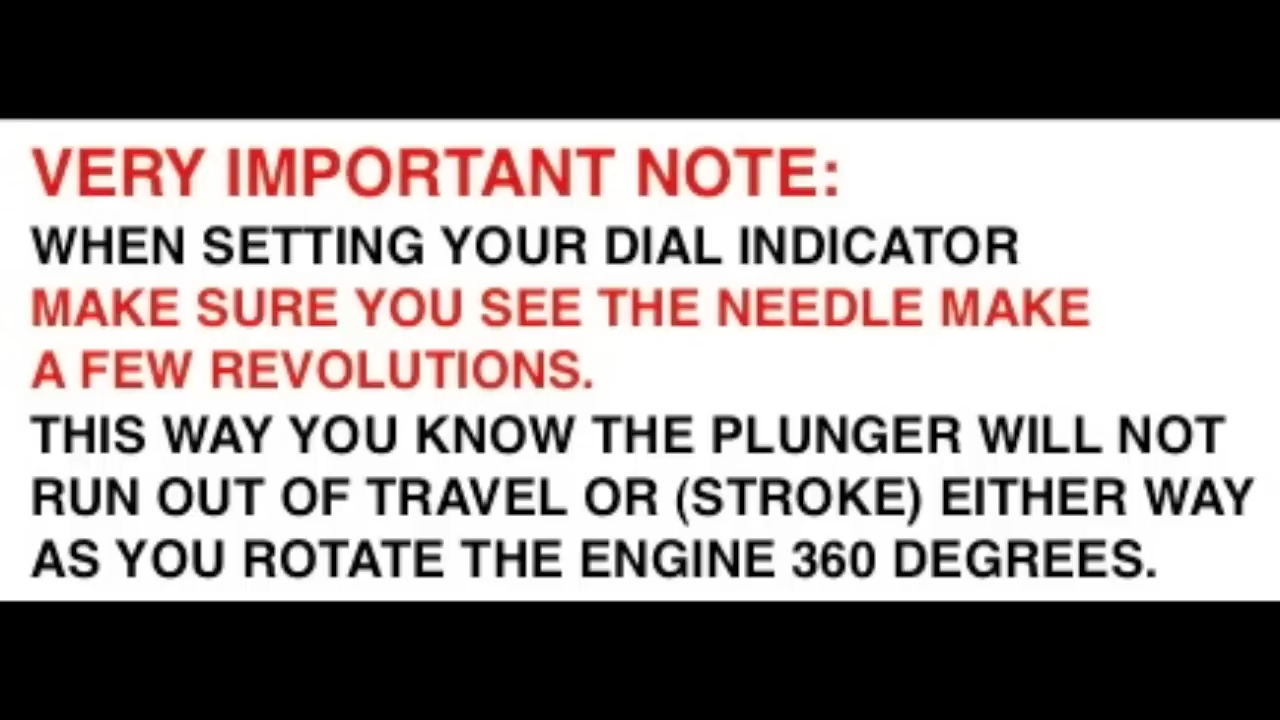 VERY IMPORTANT NOTE:
WHEN SETTING YOUR DIAL INDICATOR
MAKE SURE YOU SEE THE NEEDLE MAKE
A FEW REVOLUTIONS.
THIS WAY YOU KNOW THE PLUNGER WILL NOT
RUN OUT OF TRAVEL OR (STROKE) EITHER WAY
AS YOU ROTATE THE ENGINE 360 DEGREES.